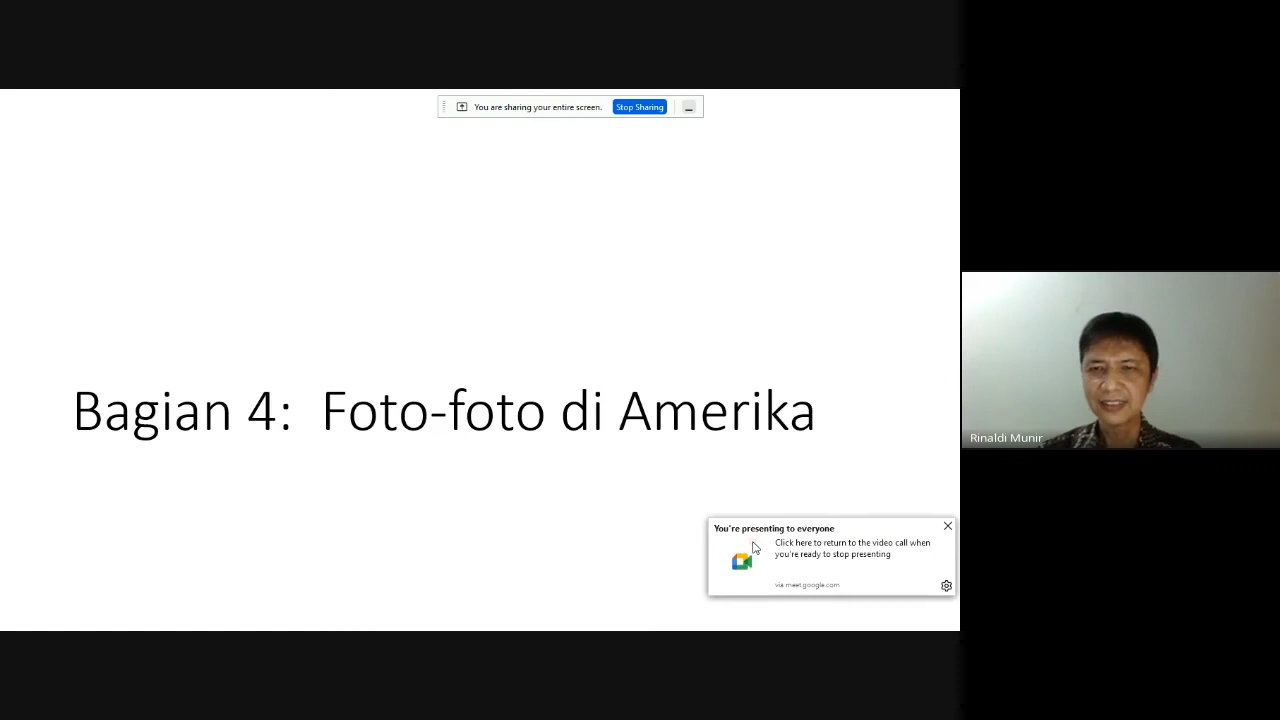 You are sharing your entire screen.
Stop Sharing
Bagian 4: Foto-foto di Amerika
Rinaldi Munir
You're presenting to everyone
Click here to return to the video call when
you're ready to stop presenting
via meet.google.com